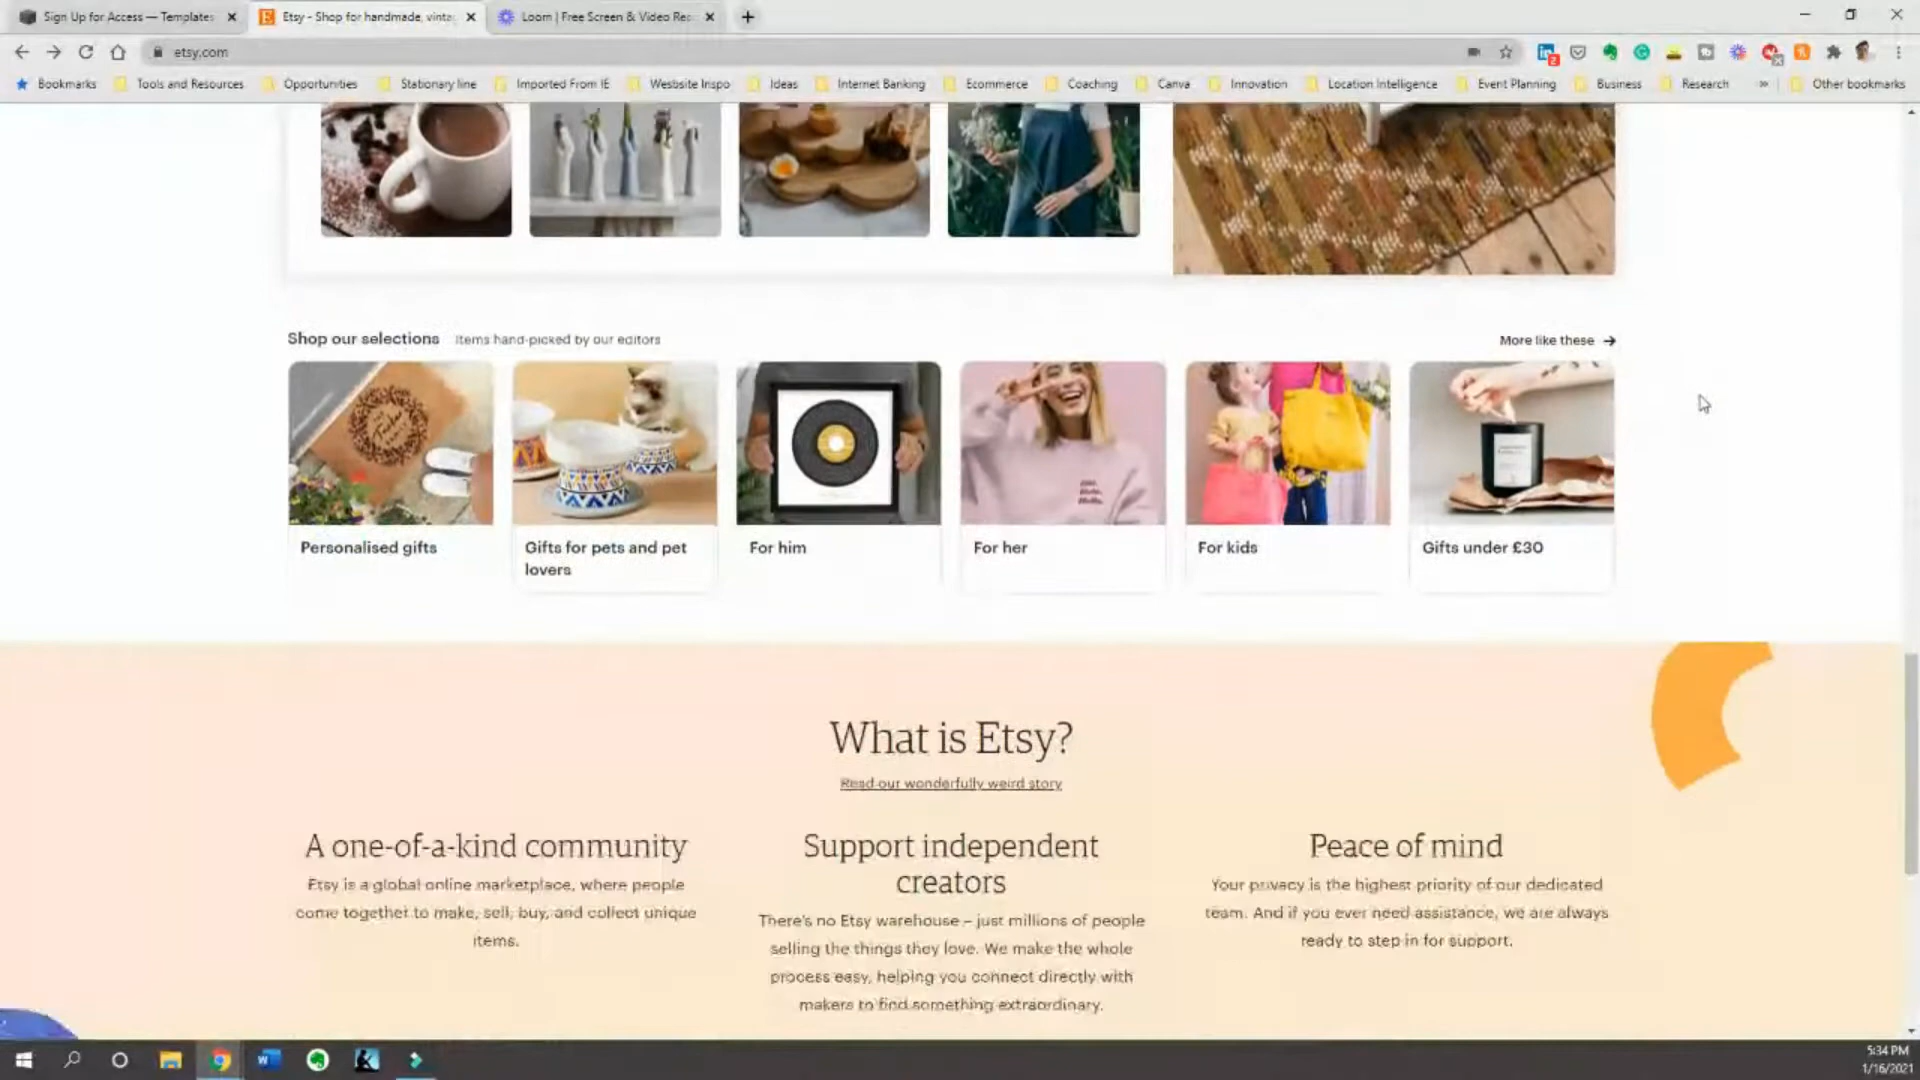 Sign Up for Access — Templates
Etsy - Shop for handmade, vinta
Loom | Free Screen & Video Rec
etsy.com
Bookmarks Tools and Resources Opportunities Stationary line Imported From IE Westsite Inspo Ideas Internet Banking Ecommerce Coaching Canva Innovation Location Intelligence Event Planning Business Research » Other bookmarks
Shop our selections Items hand-picked by our editors More like these →
Personalised gifts
Gifts for pets and pet
lovers
For him
For her
For kids
Gifts under £30
What is Etsy?
Read our wonderfully weird story
A one-of-a-kind community
Etsy is a global online marketplace, where people
come together to make, sell, buy, and collect unique
items.
Support independent
creators
There's no Etsy warehouse – just millions of people
selling the things they love. We make the whole
process easy, helping you connect directly with
makers to find something extraordinary.
Peace of mind
Your privacy is the highest priority of our dedicated
team. And if you ever need assistance, we are always
ready to step in for support.
5:34 PM
1/16/2021